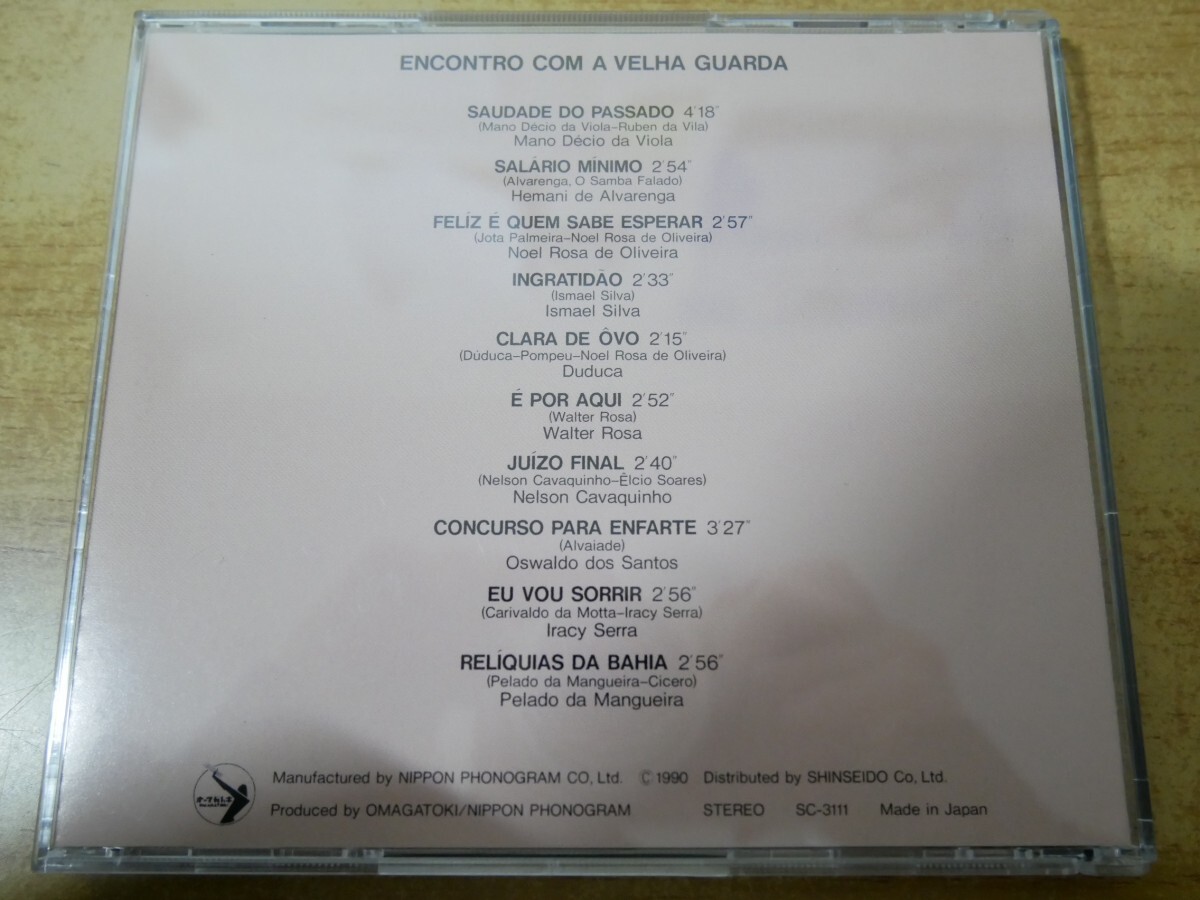 ENCONTRO COM A VELHA GUARDA
SAUDADE DO PASSADO 4'18"
(Mano Décio da Viola-Ruben da Vila)
Mano Décio da Viola
SALÁRIO MÍNIMO 2'54"
(Alvarenga, O Samba Falado)
Hemani de Alvarenga
FELÍZ É QUEM SABE ESPERAR 2'57"
(Jota Palmeira-Noel Rosa de Oliveira)
Noel Rosa de Oliveira
INGRATIDÃO 2'33"
(Ismael Silva)
Ismael Silva
CLARA DE ÔVO 2'15"
(Dúduca-Pompeu-Noel Rosa de Oliveira)
Duduca
É POR AQUI 2'52"
(Walter Rosa)
Walter Rosa
JUÍZO FINAL 2'40"
(Nelson Cavaquinho-Êlcio Soares)
Nelson Cavaquinho
CONCURSO PARA ENFARTE 3'27"
(Alvaiade)
Oswaldo dos Santos
EU VOU SORRIR 2'56"
(Carivaldo da Motta-Iracy Serra)
Iracy Serra
RELÍQUIAS DA BAHIA 2'56"
(Pelado da Mangueira-Cicero)
Pelado da Mangueira
Manufactured by NIPPON PHONOGRAM CO, Ltd. © 1990 Distributed by SHINSEIDO Co, Ltd.
Produced by OMAGATOKI/NIPPON PHONOGRAM STEREO SC-3111 Made in Japan